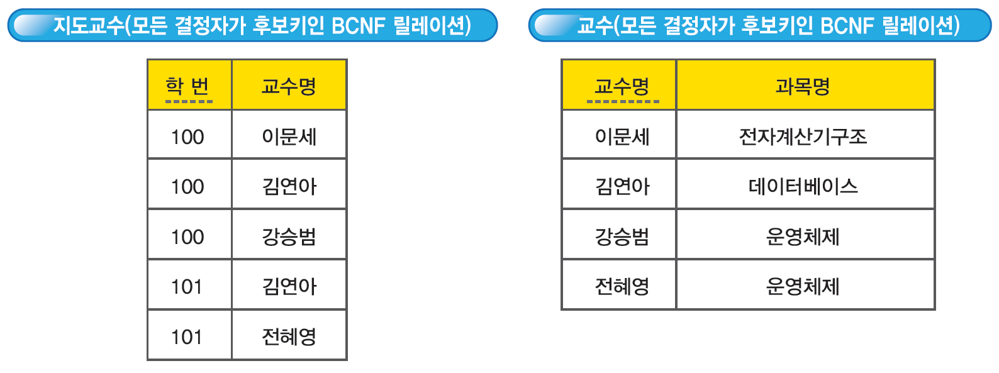 지도교수(모든 결정자가 후보키인 BCNF 릴레이션)
학 번 교수명
100 이문세
100 김연아
100 강승범
101 김연아
101 전혜영
교수(모든 결정자가 후보키인 BCNF 릴레이션)
교수명 과목명
이문세 전자계산기구조
김연아 데이터베이스
강승범 운영체제
전혜영 운영체제